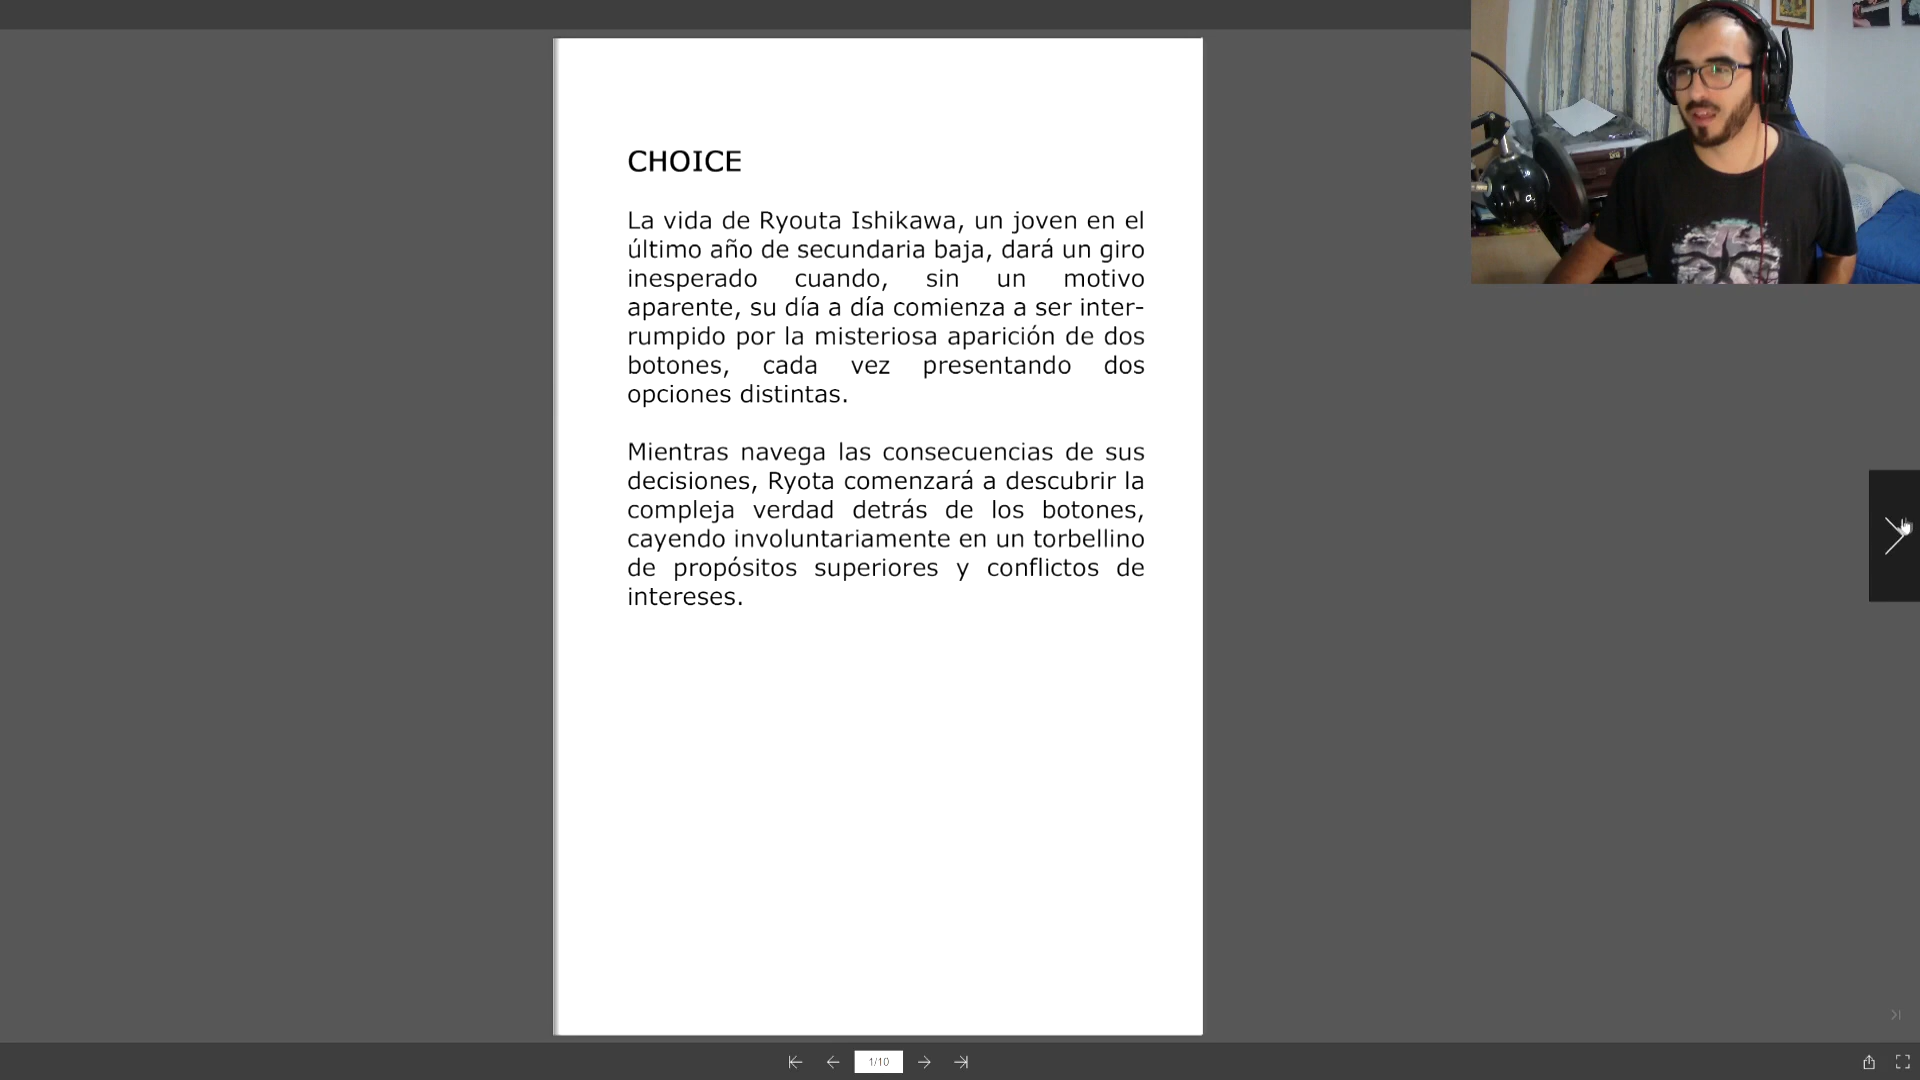 CHOICE
La vida de Ryouta Ishikawa, un joven en el
último año de secundaria baja, dará un giro
inesperado cuando, sin un motivo
aparente, su día a día comienza a ser inter-
rumpido por la misteriosa aparición de dos
botones, cada vez presentando dos
opciones distintas.
Mientras navega las consecuencias de sus
decisiones, Ryota comenzará a descubrir la
compleja verdad detrás de los botones,
cayendo involuntariamente en un torbellino
de propósitos superiores y conflictos de
intereses.
1/10